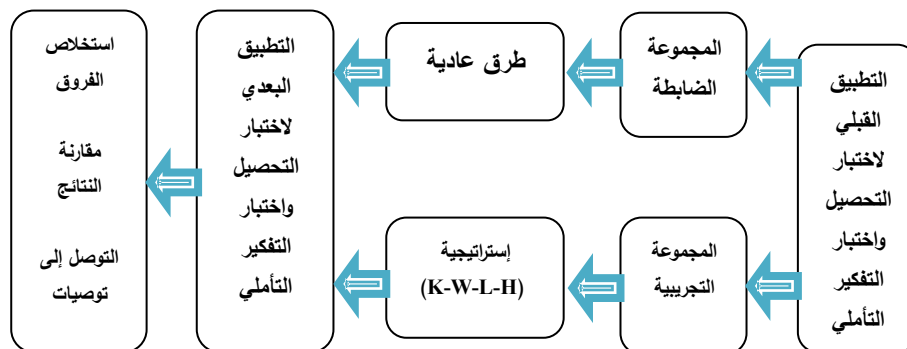 التطبيق
القبلي
لاختبار
التحصيل
واختبار
التفكير
التأملي
المجموعة
الضابطة
طرق عادية
المجموعة
التجريبية
إستراتيجية
(K-W-L-H)
التطبيق
البعدي
لاختبار
التحصيل
واختبار
التفكير
التأملي
استخلاص
الفروق
مقارنة
النتائج
التوصل إلى
توصيات